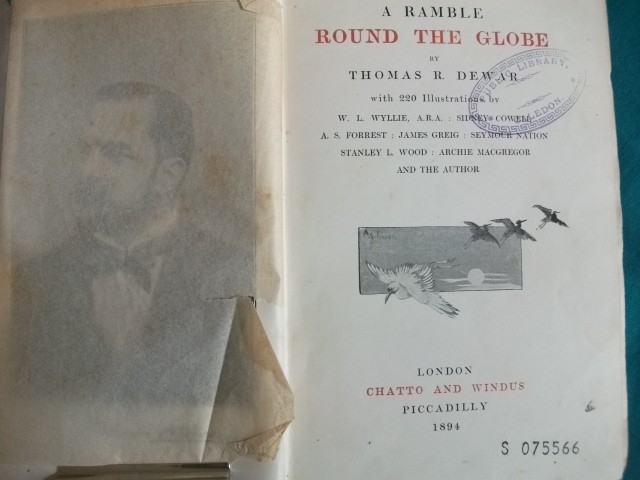 A RAMBLE
ROUND THE GLOBE
BY
THOMAS R. DEWAR
with 220 Illustrations by
W. L. WYLLIE, A.R.A. : SIDNEY COWELL
A. S. FORREST : JAMES GREIG : SEYMOUR NATION
STANLEY L. WOOD : ARCHIE MACGREGOR
AND THE AUTHOR
LIBRARY,
LONDON
CHATTO AND WINDUS
PICCADILLY
1894
S 075566